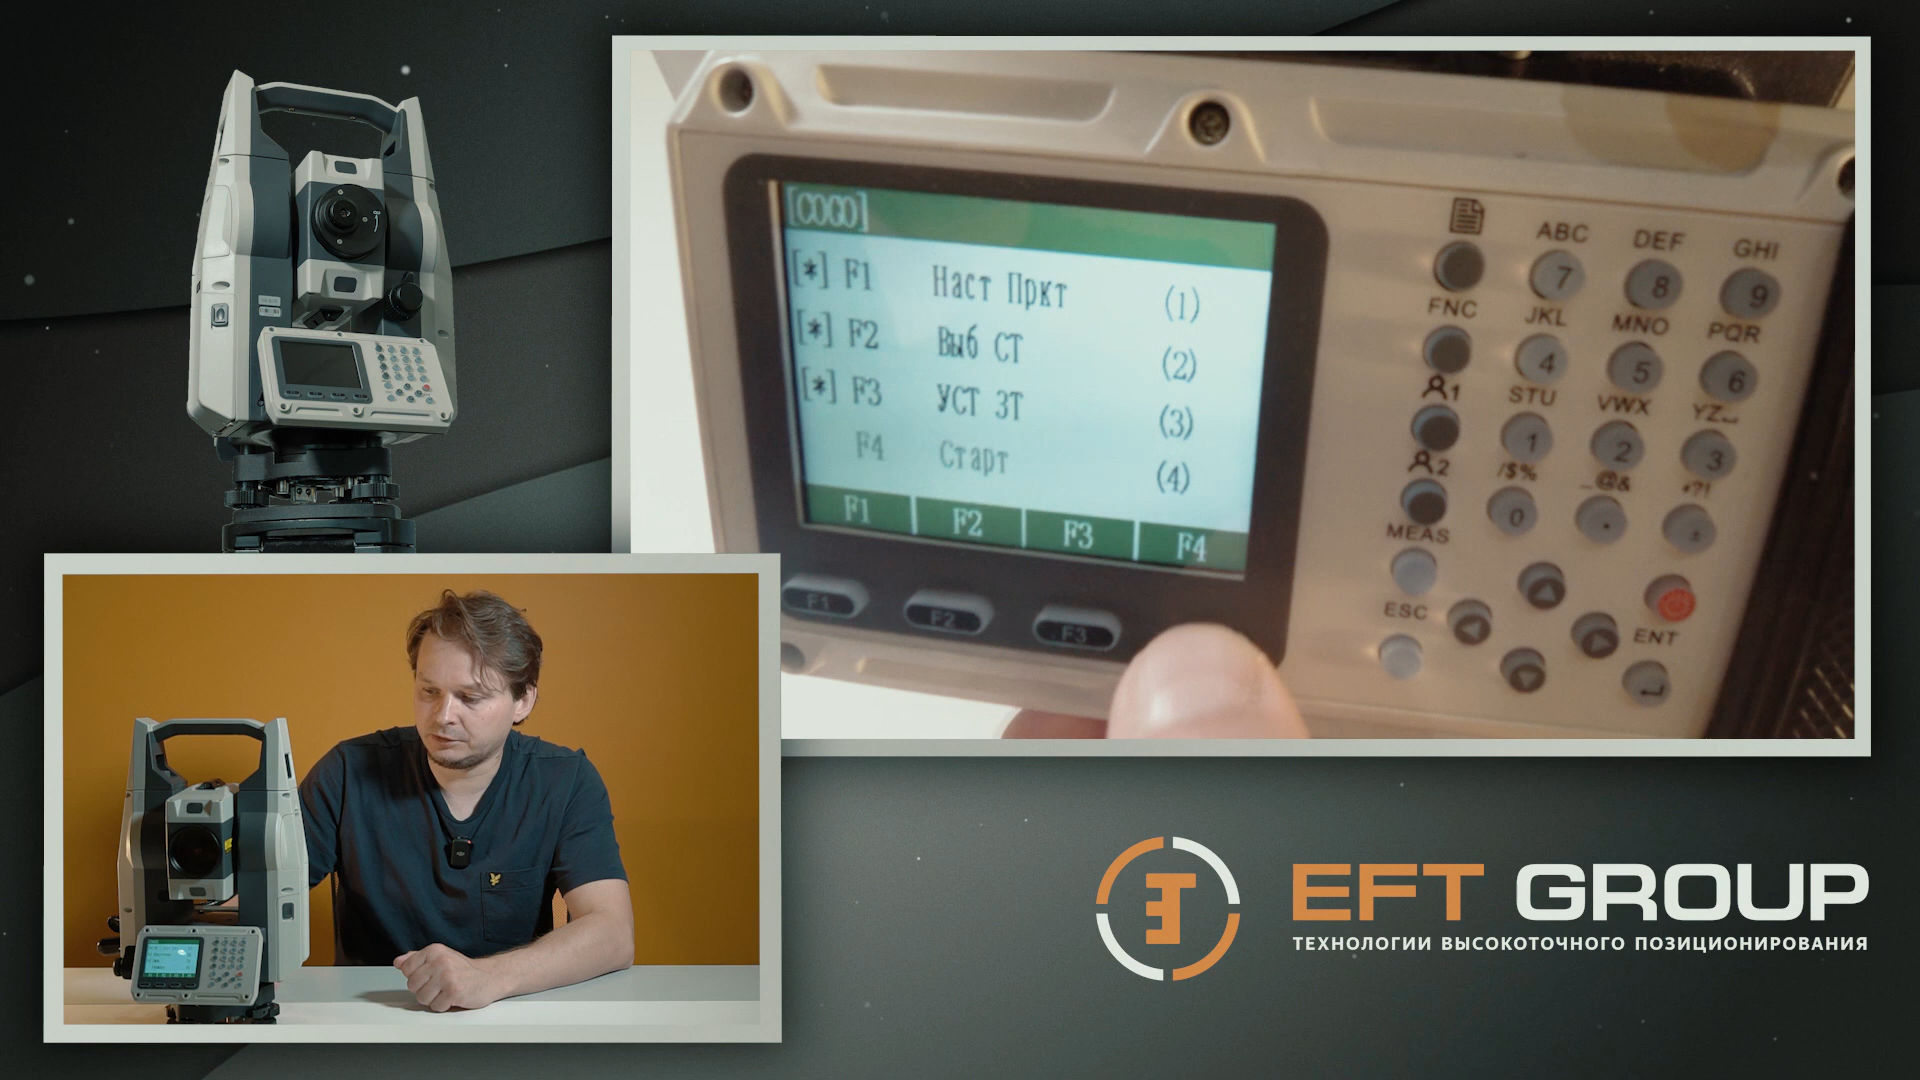 [COGO]
[*] F1 Наст Пркт (1)
[*] F2 Выб СТ (2)
[*] F3 УСТ ЗТ (3)
F4 Старт (4)
F1 F2 F3 F4
F1 F2 F3
ABC DEF GHI
7 8 9
FNC JKL MNO PQR
4 5 6
1 STU VWX YZ
1 2 3
2 /$% _@& *?!
0 . ±
MEAS
ESC
ENT
EFT GROUP
ТЕХНОЛОГИИ ВЫСОКОТОЧНОГО ПОЗИЦИОНИРОВАНИЯ